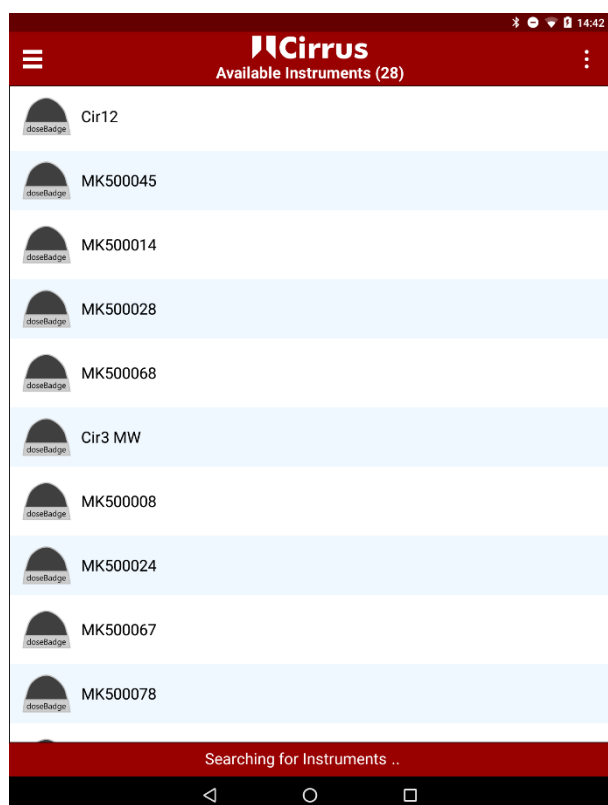 14:42
Cirrus
Available Instruments (28)
doseBadge
Cir12
doseBadge
MK500045
doseBadge
MK500014
doseBadge
MK500028
doseBadge
MK500068
doseBadge
Cir3 MW
doseBadge
MK500008
doseBadge
MK500024
doseBadge
MK500067
doseBadge
MK500078
Searching for Instruments ..